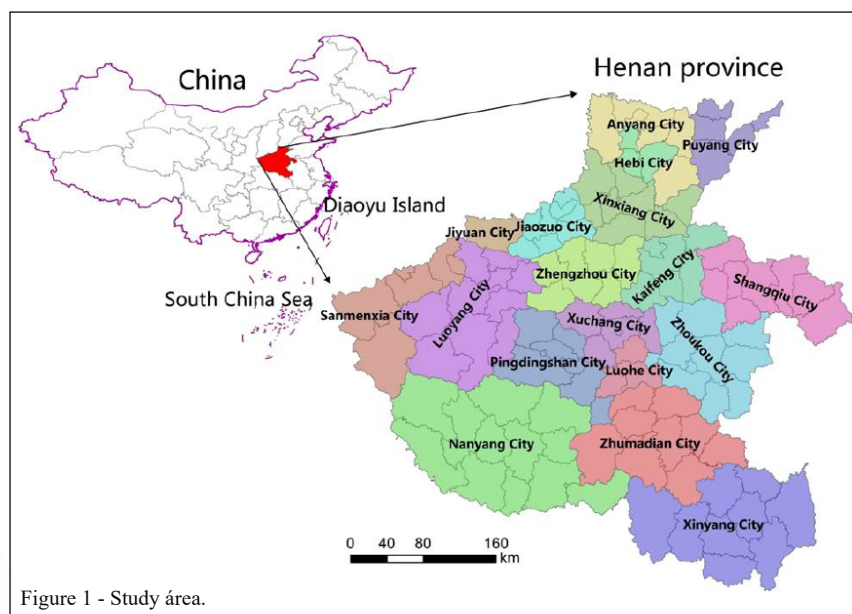 China
Henan province
Diaoyu Island
South China Sea
Anyang City
Puyang City
Hebi City
Xinxiang City
Jiyuan City
Jiaozuo City
Zhengzhou City
Kaifeng City
Shangqiu City
Sanmenxia City
Luoyang City
Xuchang City
Zhoukou City
Pingdingshan City
Luohe City
Nanyang City
Zhumadian City
Xinyang City
0 40 80 160
km
Figure 1 - Study área.